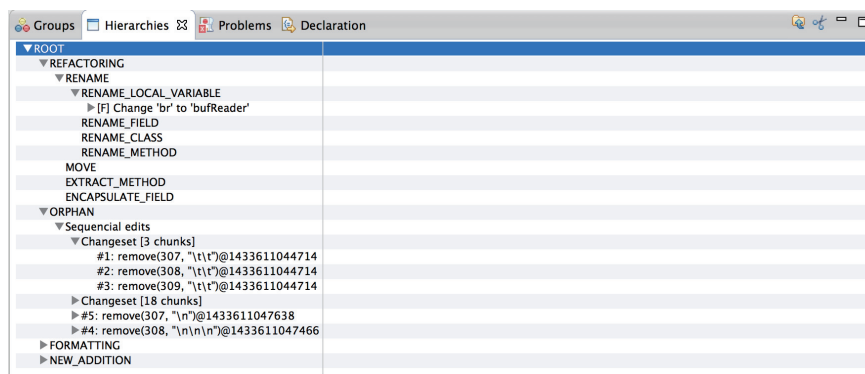 Groups Hierarchies Problems Declaration
ROOT
REFACTORING
RENAME
RENAME_LOCAL_VARIABLE
[F] Change 'br' to 'bufReader'
RENAME_FIELD
RENAME_CLASS
RENAME_METHOD
MOVE
EXTRACT_METHOD
ENCAPSULATE_FIELD
ORPHAN
Sequencial edits
Changeset [3 chunks]
#1: remove(307, "\t\t")@1433611044714
#2: remove(308, "\t\t")@1433611044714
#3: remove(309, "\t\t")@1433611044714
Changeset [18 chunks]
#5: remove(307, "\n")@1433611047638
#4: remove(308, "\n\n\n")@1433611047466
FORMATTING
NEW_ADDITION